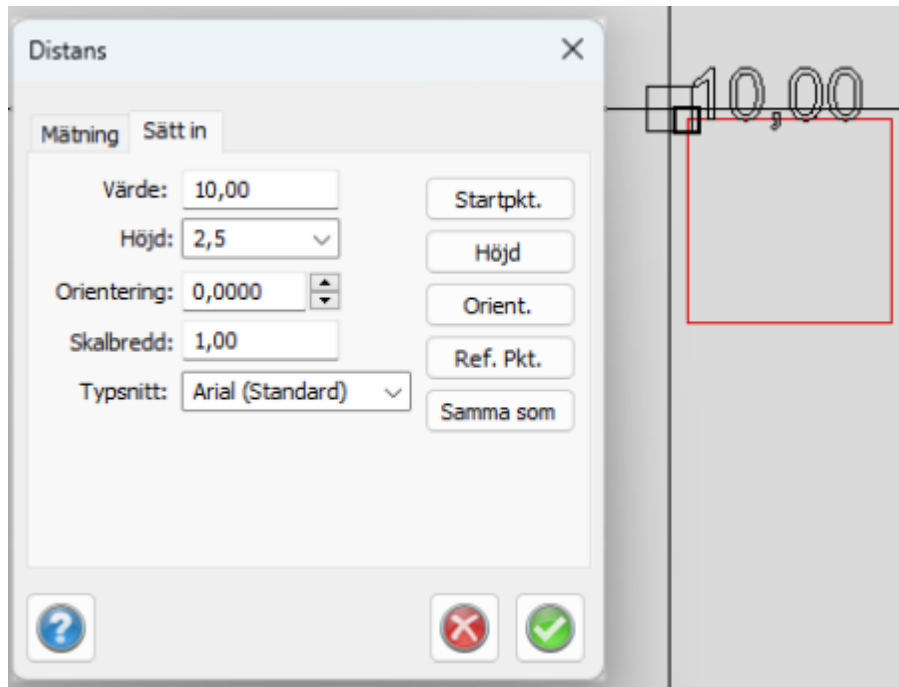 Distans
Mätning Sätt in
Värde: 10,00 Startpkt.
Höjd: 2,5 Höjd
Orientering: 0,0000 Orient.
Skalbredd: 1,00 Ref. Pkt.
Typsnitt: Arial (Standard) Samma som
?
10,00